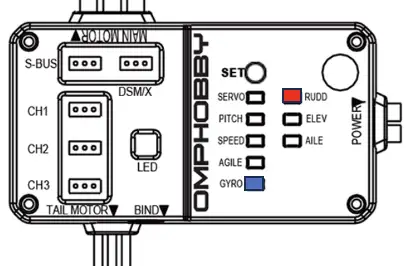 MAIN MOTOR
S-BUS
DSM/X
CH1
CH2
CH3
LED
TAIL MOTOR
BIND
OMPHOBBY
SET
SERVO
RUDD
PITCH
ELEV
SPEED
AILE
AGILE
GYRO
POWER